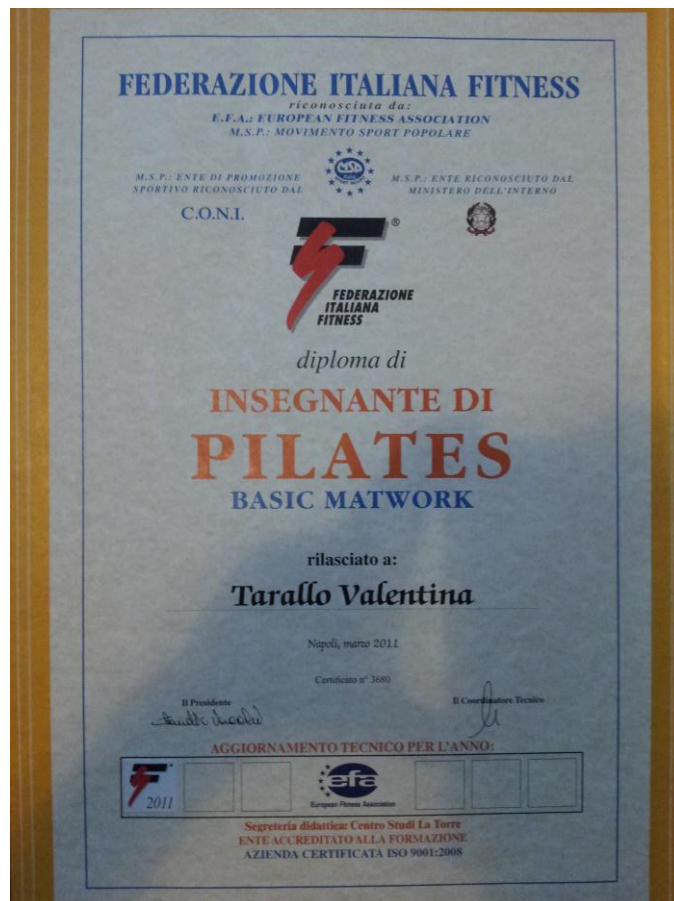 FEDERAZIONE ITALIANA FITNESS
riconosciuta da:
E.F.A.: EUROPEAN FITNESS ASSOCIATION
M.S.P.: MOVIMENTO SPORT POPOLARE
M.S.P.: ENTE DI PROMOZIONE
SPORTIVO RICONOSCIUTO DAL
C.O.N.I.
M.S.P.: ENTE RICONOSCIUTO DAL
MINISTERO DELL'INTERNO
®
FEDERAZIONE
ITALIANA
FITNESS
diploma di
INSEGNANTE DI
PILATES
BASIC MATWORK
rilasciato a:
Tarallo Valentina
Napoli, marzo 2011
Certificato n° 3680
Il Presidente
Il Coordinatore Tecnico
AGGIORNAMENTO TECNICO PER L'ANNO:
2011
efa
European Fitness Association
Segreteria didattica: Centro Studi La Torre
ENTE ACCREDITATO ALLA FORMAZIONE
AZIENDA CERTIFICATA ISO 9001:2008